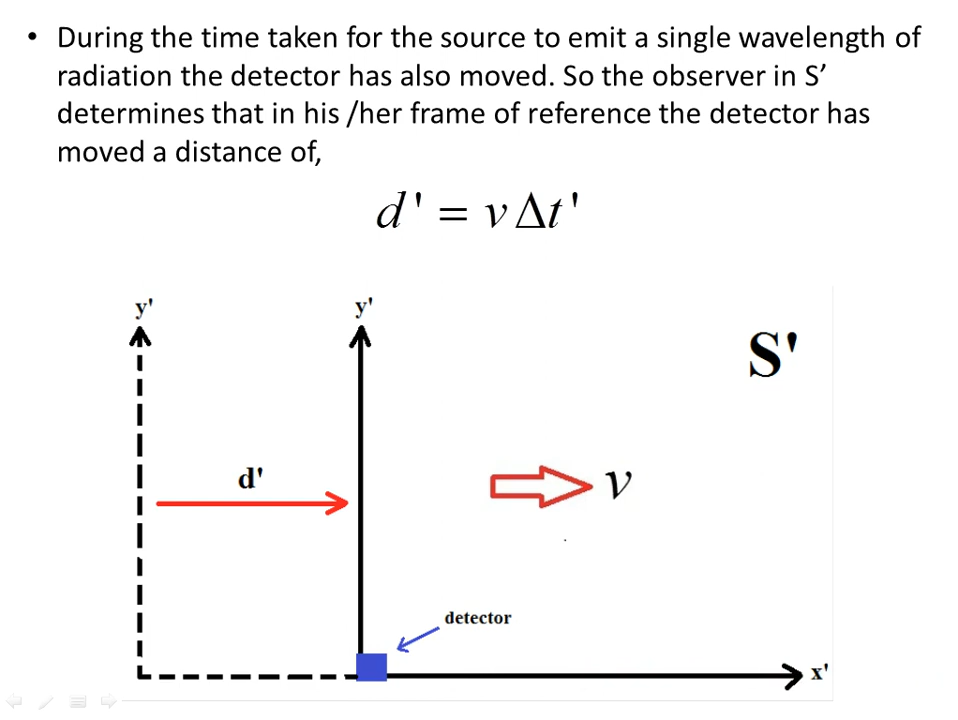 • During the time taken for the source to emit a single wavelength of
radiation the detector has also moved. So the observer in S’
determines that in his /her frame of reference the detector has
moved a distance of,
d ' = v Δt '
y'
y'
S'
d'
v
detector
x'